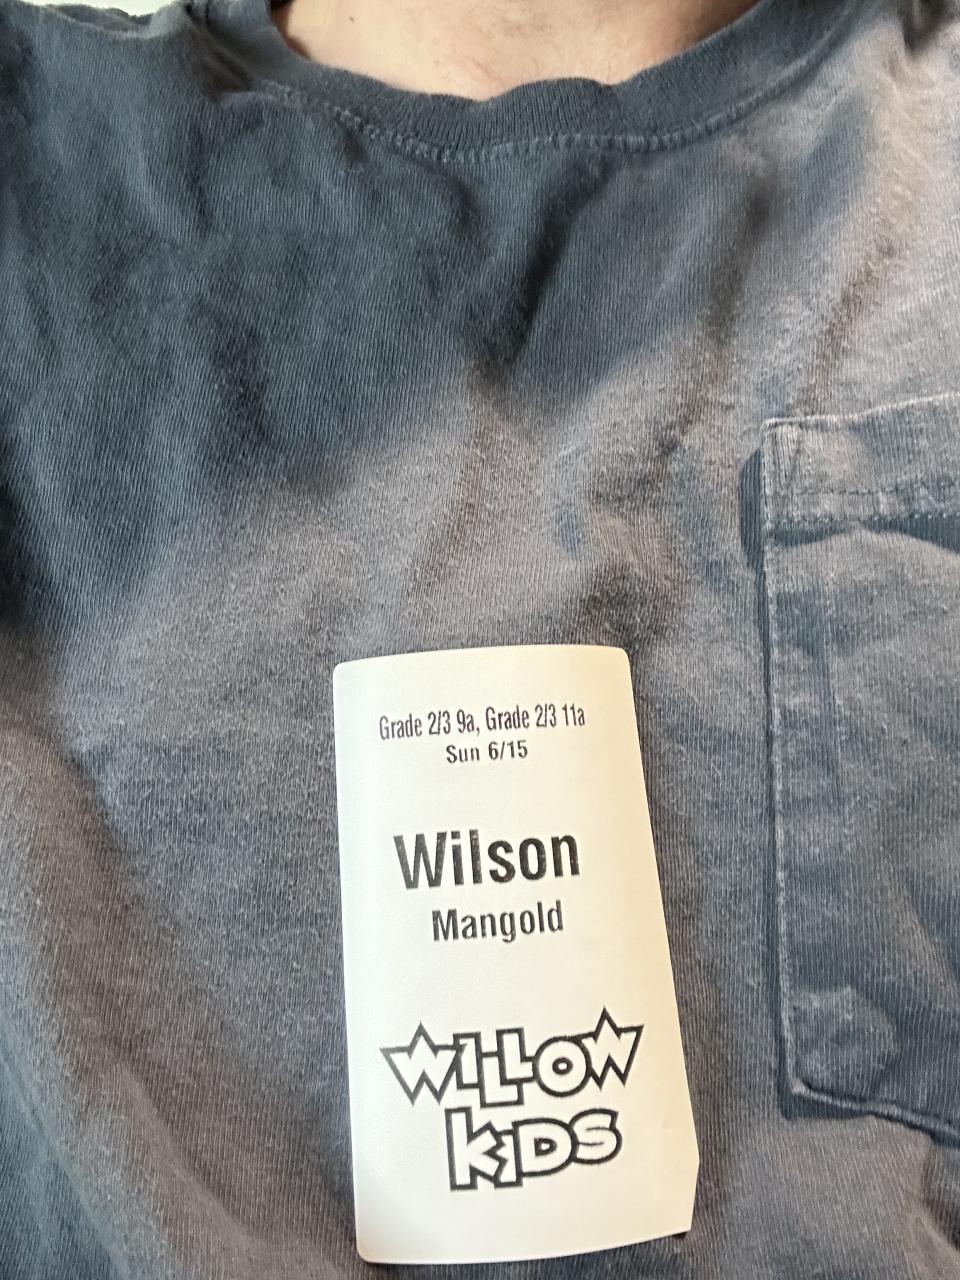 Grade 2/3 9a, Grade 2/3 11a
Sun 6/15
Wilson
Mangold
WILLOW
KIDS